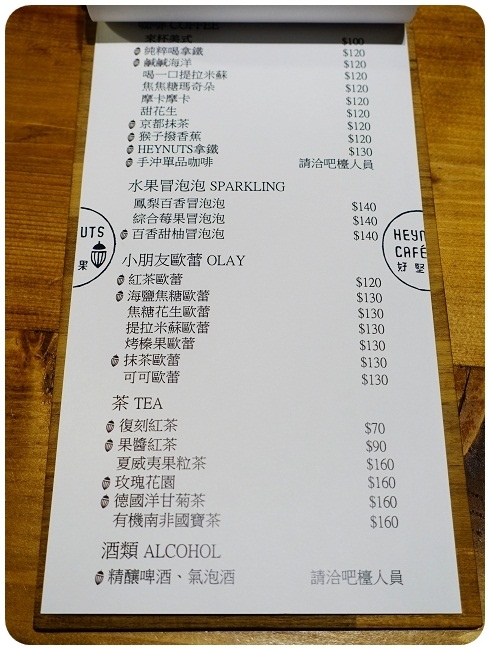 咖啡 COFFEE
來杯美式 $100
純粹喝拿鐵 $120
鹹鹹海洋 $120
喝一口提拉米蘇 $120
焦焦糖瑪奇朵 $120
摩卡摩卡 $120
甜花生 $120
京都抹茶 $120
猴子撥香蕉 $120
HEYNUTS拿鐵 $130
手沖單品咖啡 請洽吧檯人員
水果冒泡泡 SPARKLING
鳳梨百香冒泡泡 $140
綜合莓果冒泡泡 $140
百香甜柚冒泡泡 $140
UTS
果
HEYN
CAFÉ
好 堅
小朋友歐蕾 OLAY
紅茶歐蕾 $120
海鹽焦糖歐蕾 $130
焦糖花生歐蕾 $130
提拉米蘇歐蕾 $130
烤榛果歐蕾 $130
抹茶歐蕾 $130
可可歐蕾 $130
茶 TEA
復刻紅茶 $70
果醬紅茶 $90
夏威夷果粒茶 $160
玫瑰花園 $160
德國洋甘菊茶 $160
有機南非國寶茶 $160
酒類 ALCOHOL
精釀啤酒、氣泡酒 請洽吧檯人員